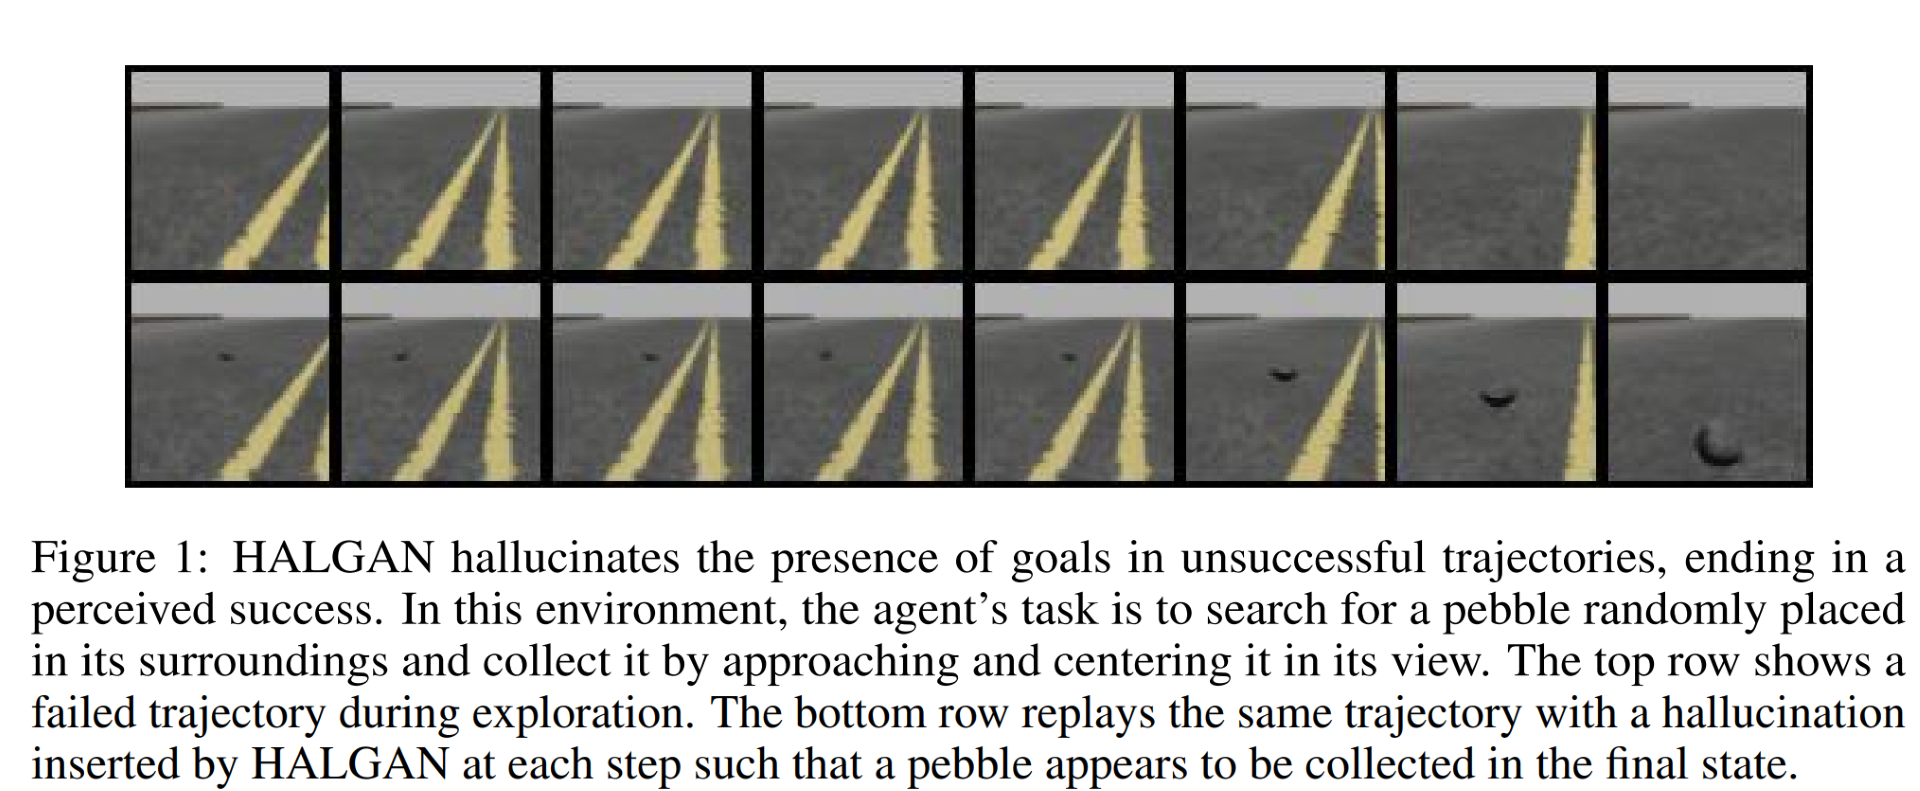 Figure 1: HALGAN hallucinates the presence of goals in unsuccessful trajectories, ending in a
perceived success. In this environment, the agent's task is to search for a pebble randomly placed
in its surroundings and collect it by approaching and centering it in its view. The top row shows a
failed trajectory during exploration. The bottom row replays the same trajectory with a hallucination
inserted by HALGAN at each step such that a pebble appears to be collected in the final state.